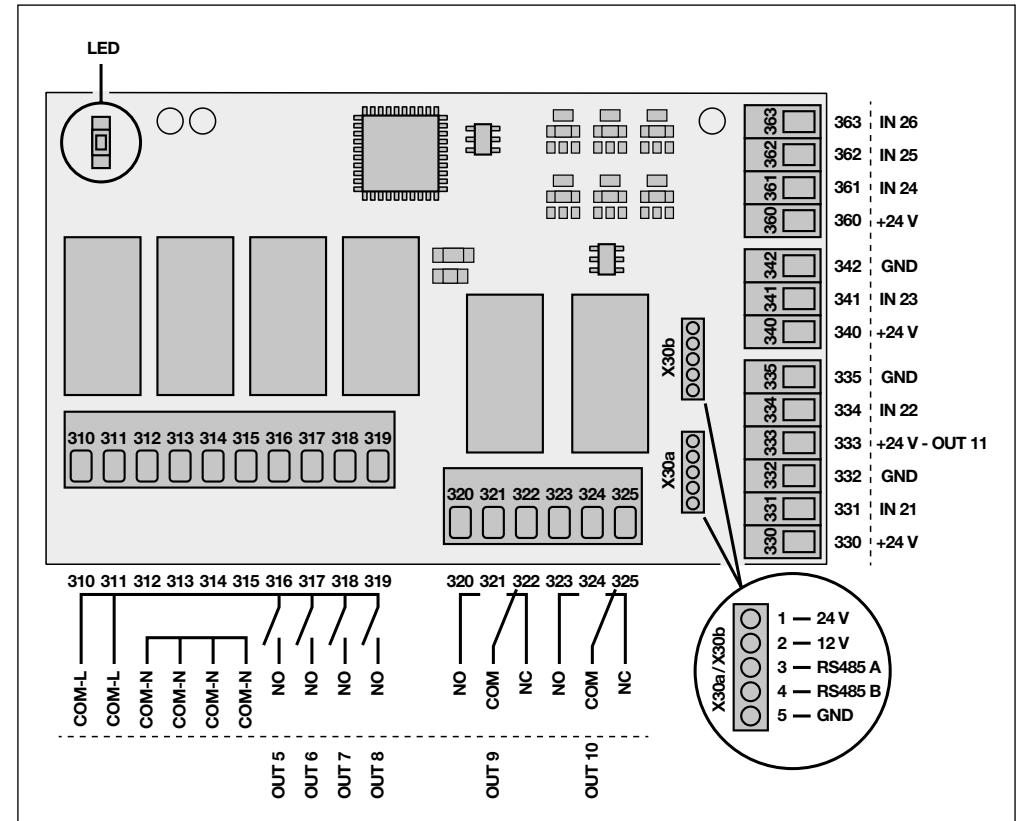 LED
363 363 IN 26
362 362 IN 25
361 361 IN 24
360 360 +24 V
342 342 GND
341 341 IN 23
340 340 +24 V
335 335 GND
334 334 IN 22
333 333 +24 V - OUT 11
332 332 GND
331 331 IN 21
330 330 +24 V
X30b
X30a
310 311 312 313 314 315 316 317 318 319
320 321 322 323 324 325
310 311 312 313 314 315 316 317 318 319 320 321 322 323 324 325
COM-L COM-L COM-N COM-N COM-N COM-N NO NO NO NO NO COM NC NO COM NC
OUT 5 OUT 6 OUT 7 OUT 8 OUT 9 OUT 10
X30a/X30b
1 — 24 V
2 — 12 V
3 — RS485 A
4 — RS485 B
5 — GND